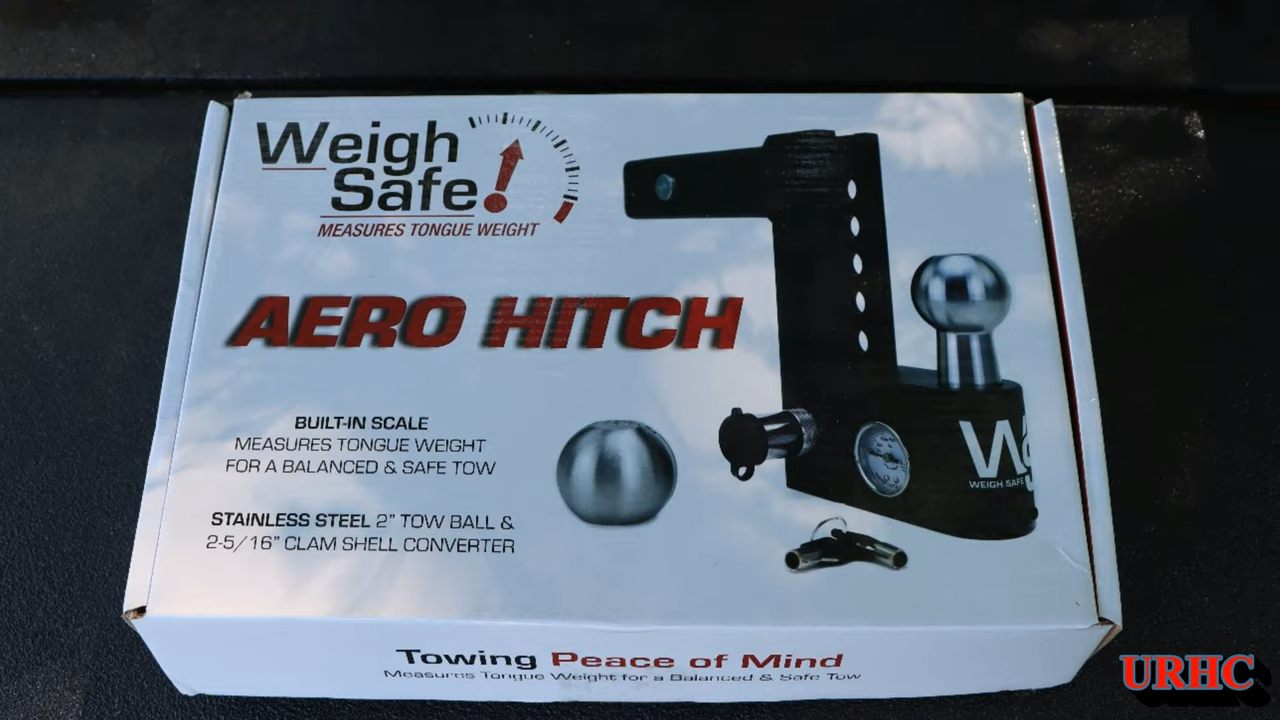 Weigh
Safe!
MEASURES TONGUE WEIGHT
AERO HITCH
BUILT-IN SCALE
MEASURES TONGUE WEIGHT
FOR A BALANCED & SAFE TOW
STAINLESS STEEL 2" TOW BALL &
2-5/16" CLAM SHELL CONVERTER
WEIGH SAFE
Towing Peace of Mind
Measures Tongue Weight for a Balanced & Safe Tow
URHC